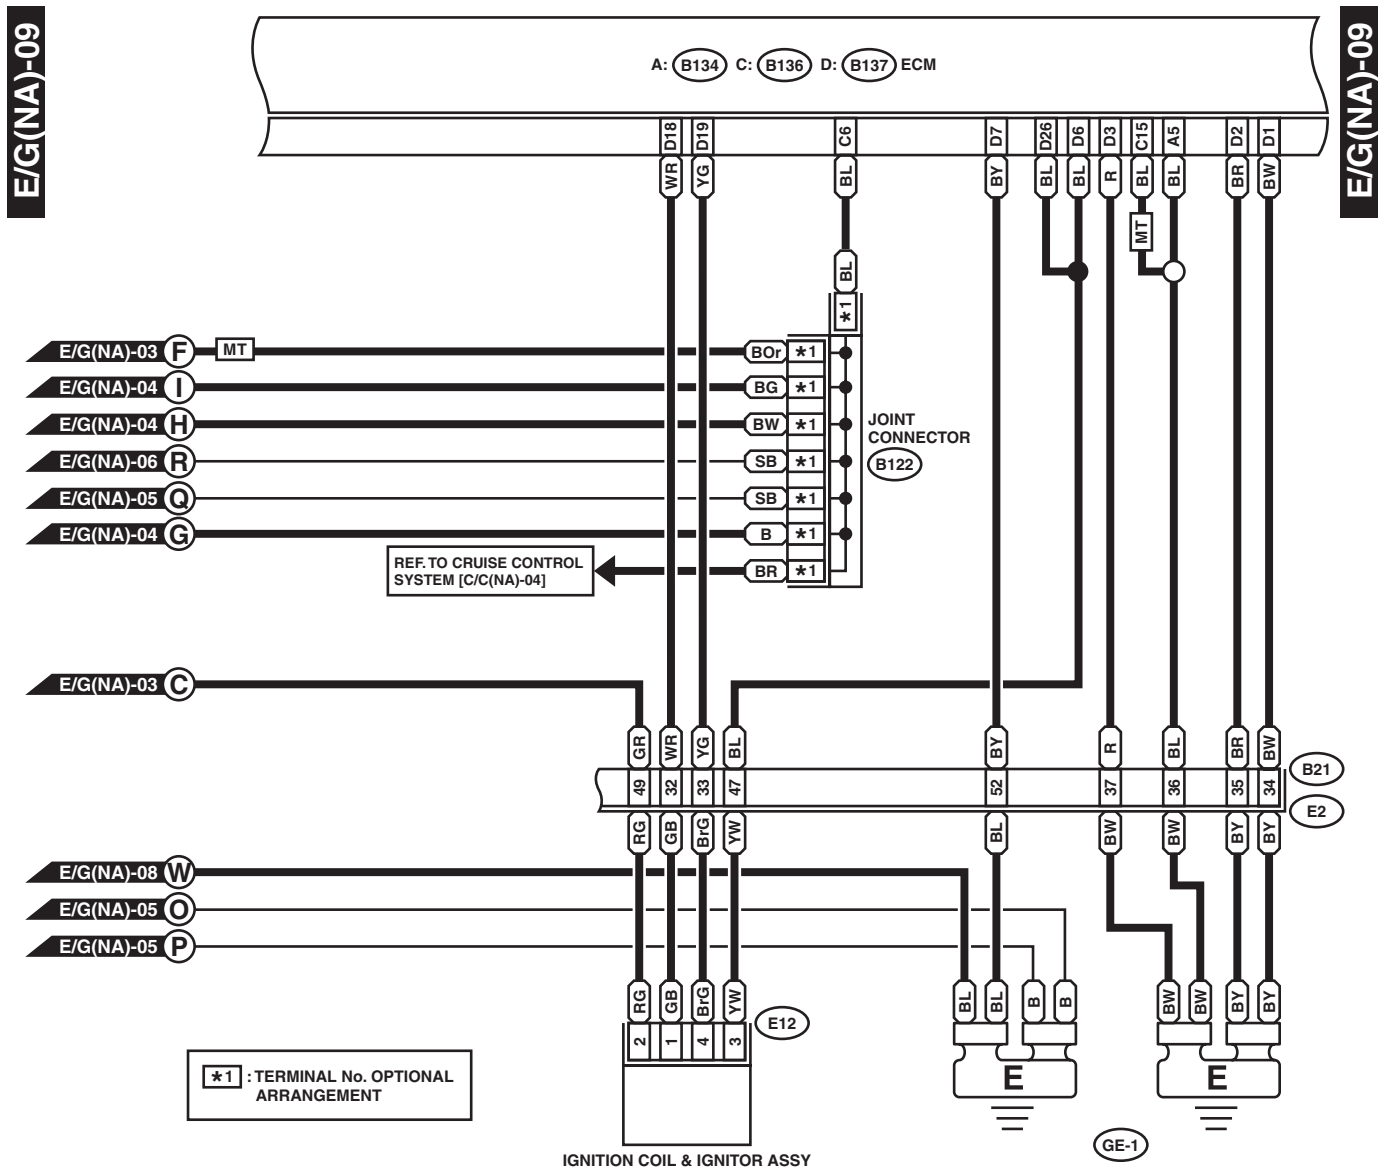 E/G(NA)-09
E/G(NA)-09
A: B134 C: B136 D: B137 ECM
D18 D19 C6 D7 D26 D6 D3 C15 A5 D2 D1
WR YG BL BY BL BL R BL BL BR BW
MT
BL
*1
E/G(NA)-03 F MT BOr *1
E/G(NA)-04 I BG *1
E/G(NA)-04 H BW *1
JOINT
CONNECTOR
B122
E/G(NA)-06 R SB *1
E/G(NA)-05 Q SB *1
E/G(NA)-04 G B *1
REF. TO CRUISE CONTROL
SYSTEM [C/C(NA)-04]
BR *1
E/G(NA)-03 C
GR WR YG BL BY R BL BR BW
B21
49 32 33 47 52 37 36 35 34
E2
RG GB BrG YW BL BW BW BY BY
E/G(NA)-08 W
E/G(NA)-05 O
E/G(NA)-05 P
RG GB BrG YW BL BL B B BW BW BY BY
E12
2 1 4 3
E E
*1 : TERMINAL No. OPTIONAL
ARRANGEMENT
GE-1
IGNITION COIL & IGNITOR ASSY